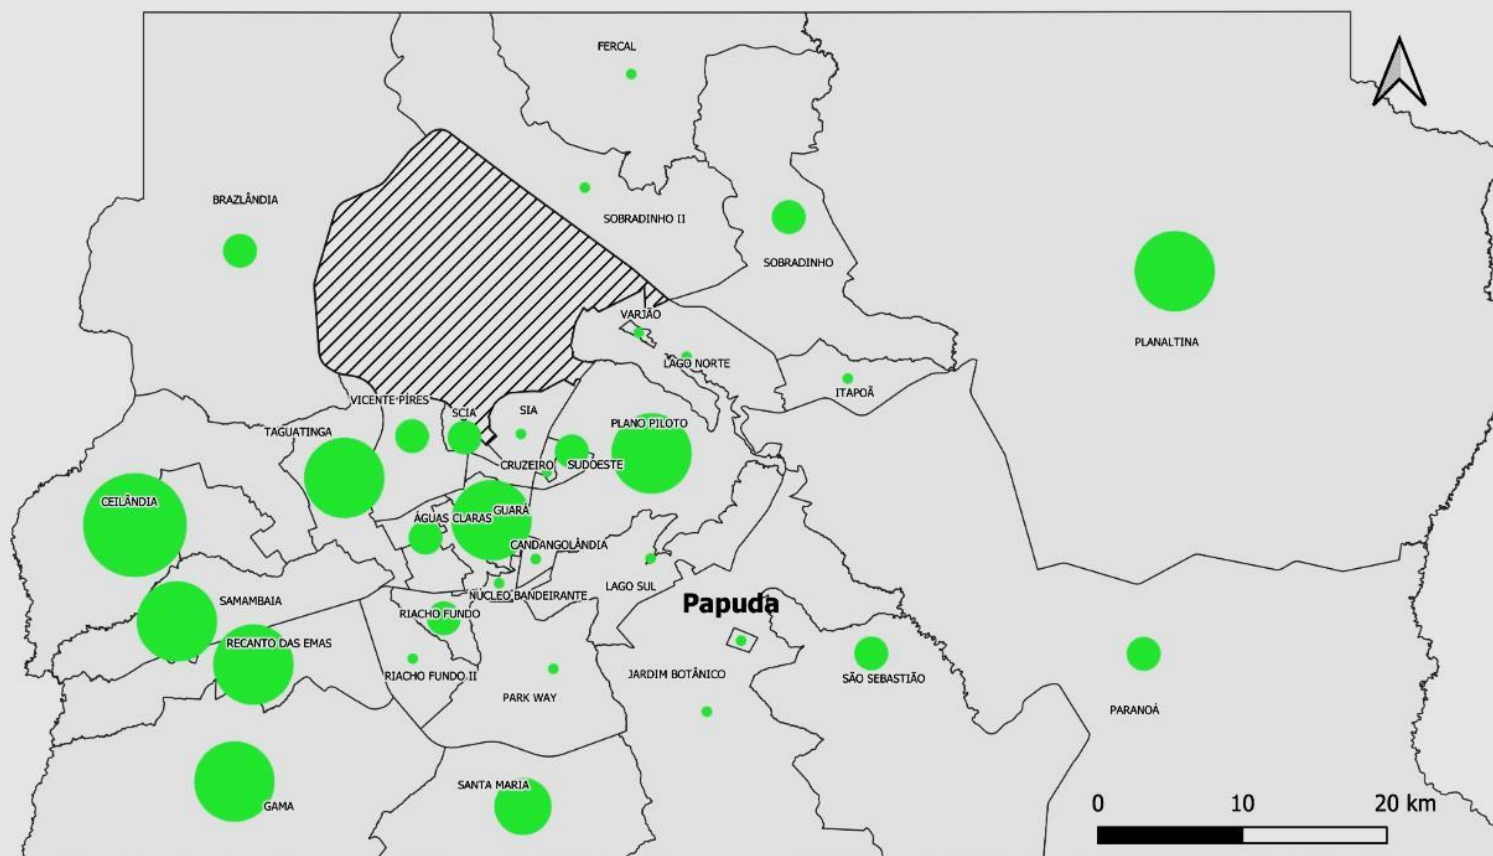 FERCAL
BRAZLÂNDIA
SOBRADINHO II
SOBRADINHO
VARJÃO
PLANALTINA
LAGO NORTE
ITAPOÃ
VICENTE PIRES
SCIA
SIA
PLANO PILOTO
TAGUATINGA
CRUZEIRO
SUDOESTE
CEILÂNDIA
ÁGUAS CLARAS
GUARÁ
CANDANGOLÂNDIA
LAGO SUL
NÚCLEO BANDEIRANTE
SAMAMBAIA
Papuda
RIACHO FUNDO
RECANTO DAS EMAS
RIACHO FUNDO II
JARDIM BOTÂNICO
SÃO SEBASTIÃO
PARK WAY
PARANOÁ
SANTA MARIA
GAMA
0 10 20 km